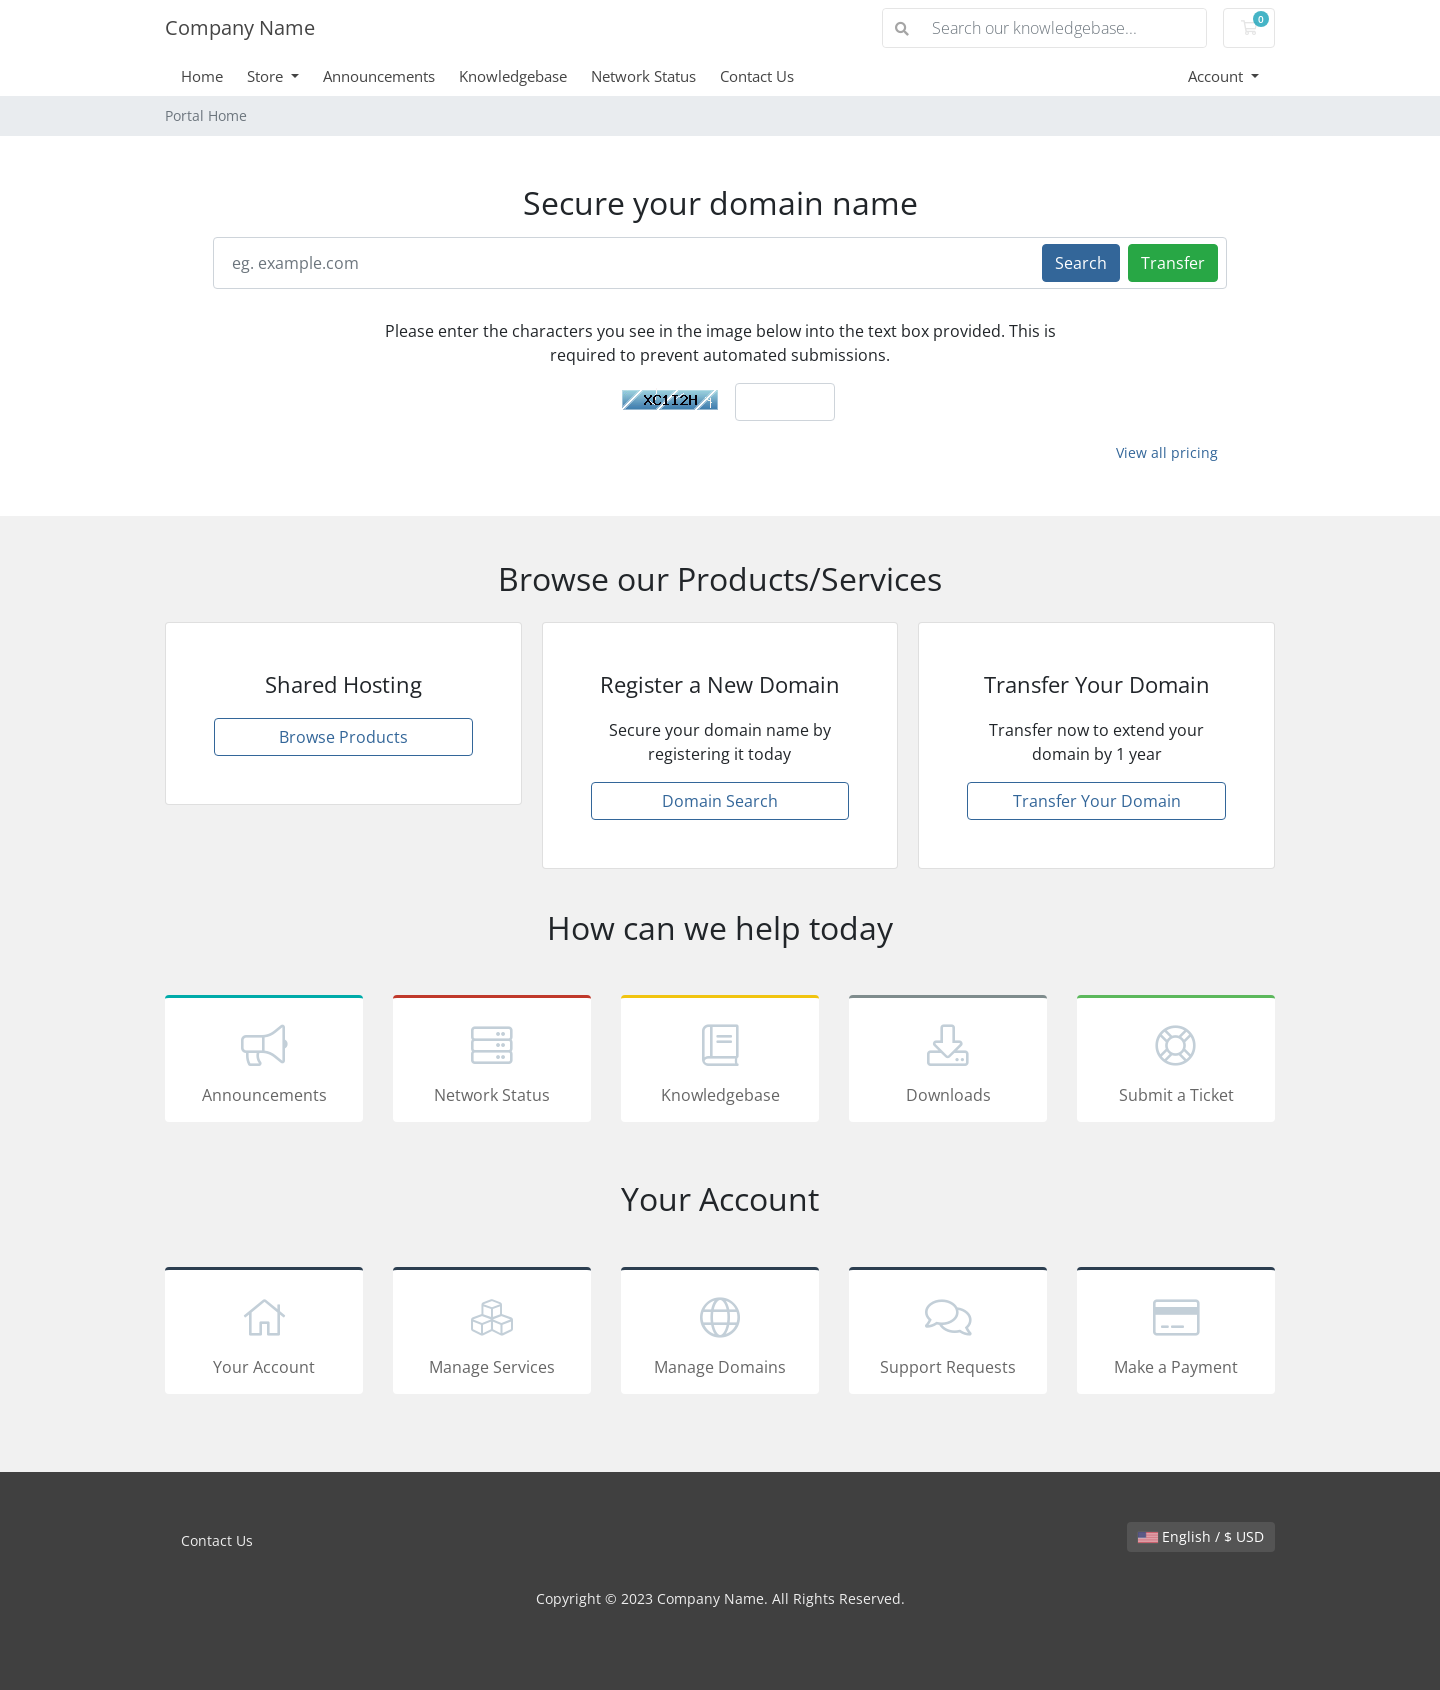 Company Name
Search our knowledgebase...
0
Home Store Announcements Knowledgebase Network Status Contact Us Account
Portal Home
Secure your domain name
eg. example.com Search Transfer
Please enter the characters you see in the image below into the text box provided. This is
required to prevent automated submissions.
XC1I2H
View all pricing
Browse our Products/Services
Shared Hosting
Browse Products
Register a New Domain
Secure your domain name by
registering it today
Domain Search
Transfer Your Domain
Transfer now to extend your
domain by 1 year
Transfer Your Domain
How can we help today
Announcements Network Status Knowledgebase Downloads Submit a Ticket
Your Account
Your Account Manage Services Manage Domains Support Requests Make a Payment
Contact Us English / $ USD
Copyright © 2023 Company Name. All Rights Reserved.